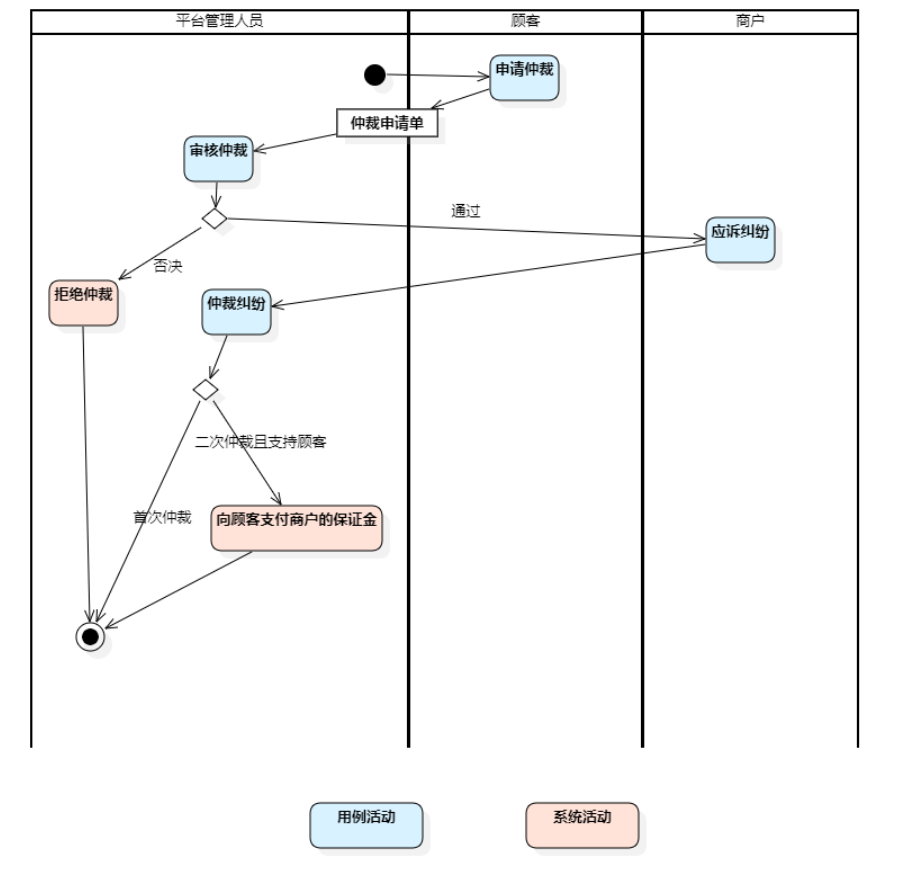 平台管理人员
顾客
商户
申请仲裁
仲裁申请单
审核仲裁
通过
应诉纠纷
否决
拒绝仲裁
仲裁纠纷
二次仲裁且支持顾客
首次仲裁
向顾客支付商户的保证金
用例活动
系统活动